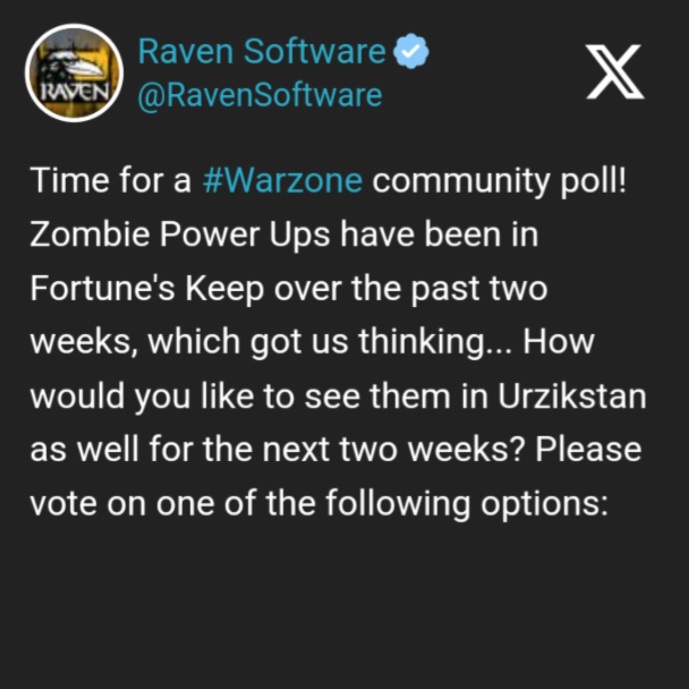 Raven Software
@RavenSoftware
RAVEN
Time for a #Warzone community poll!
Zombie Power Ups have been in
Fortune's Keep over the past two
weeks, which got us thinking... How
would you like to see them in Urzikstan
as well for the next two weeks? Please
vote on one of the following options: